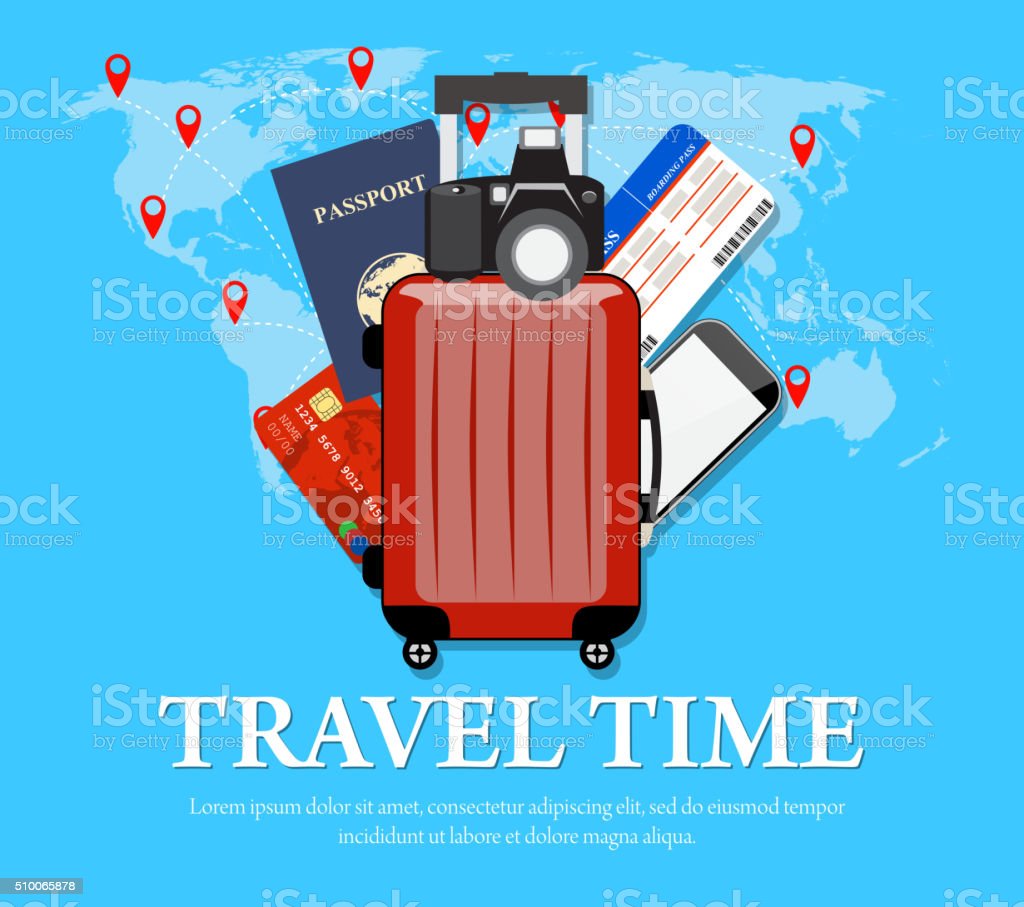 PASSPORT
BOARDING PASS
ASS
NAME
00/00
1234 5678 9012 3456
TRAVEL TIME
Lorem ipsum dolor sit amet, consectetur adipiscing elit, sed do eiusmod tempor
incididunt ut labore et dolore magna aliqua.
iStock
by Getty Images
510065878